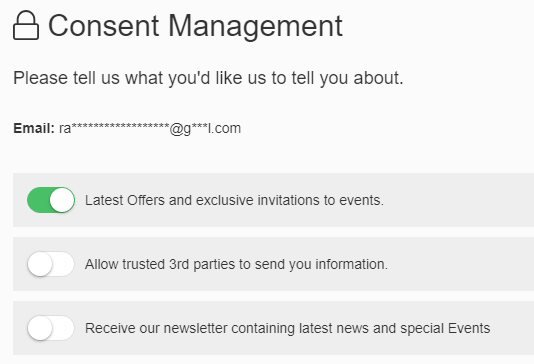 Consent Management
Please tell us what you'd like us to tell you about.
Email: ra******************@g***l.com
Latest Offers and exclusive invitations to events.
Allow trusted 3rd parties to send you information.
Receive our newsletter containing latest news and special Events